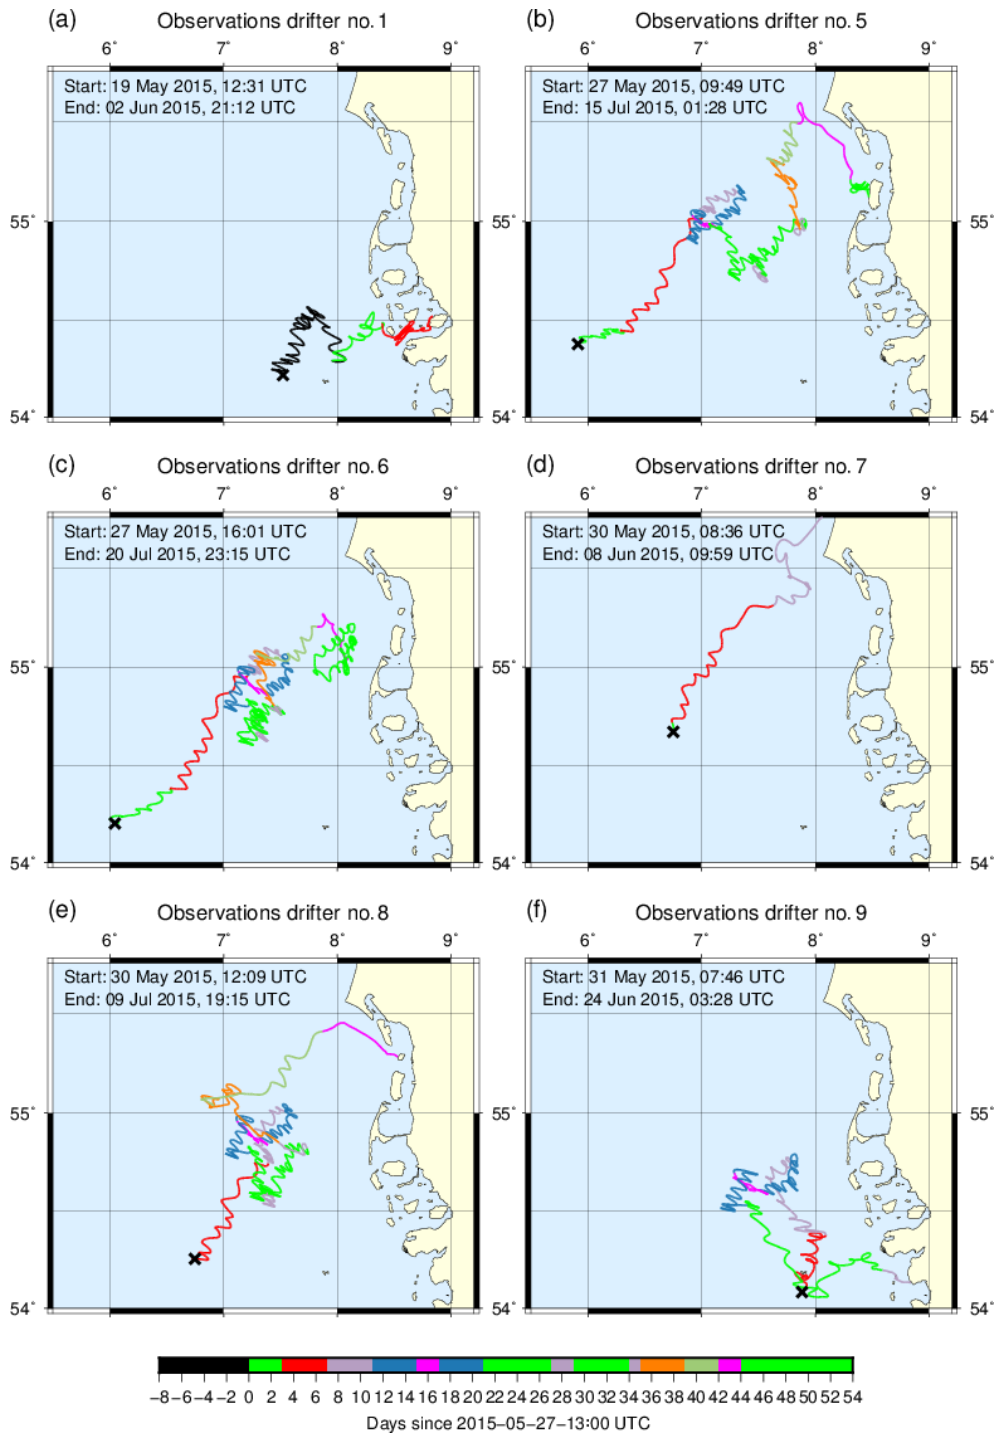 (a) Observations drifter no. 1
6° 7° 8° 9°
Start: 19 May 2015, 12:31 UTC
End: 02 Jun 2015, 21:12 UTC
55°
54°
(b) Observations drifter no. 5
6° 7° 8° 9°
Start: 27 May 2015, 09:49 UTC
End: 15 Jul 2015, 01:28 UTC
55°
54°
(c) Observations drifter no. 6
6° 7° 8° 9°
Start: 27 May 2015, 16:01 UTC
End: 20 Jul 2015, 23:15 UTC
55°
54°
(d) Observations drifter no. 7
6° 7° 8° 9°
Start: 30 May 2015, 08:36 UTC
End: 08 Jun 2015, 09:59 UTC
55°
54°
(e) Observations drifter no. 8
6° 7° 8° 9°
Start: 30 May 2015, 12:09 UTC
End: 09 Jul 2015, 19:15 UTC
55°
54°
(f) Observations drifter no. 9
6° 7° 8° 9°
Start: 31 May 2015, 07:46 UTC
End: 24 Jun 2015, 03:28 UTC
55°
54°
−8 −6 −4 −2 0 2 4 6 8 10 12 14 16 18 20 22 24 26 28 30 32 34 36 38 40 42 44 46 48 50 52 54
Days since 2015−05−27−13:00 UTC